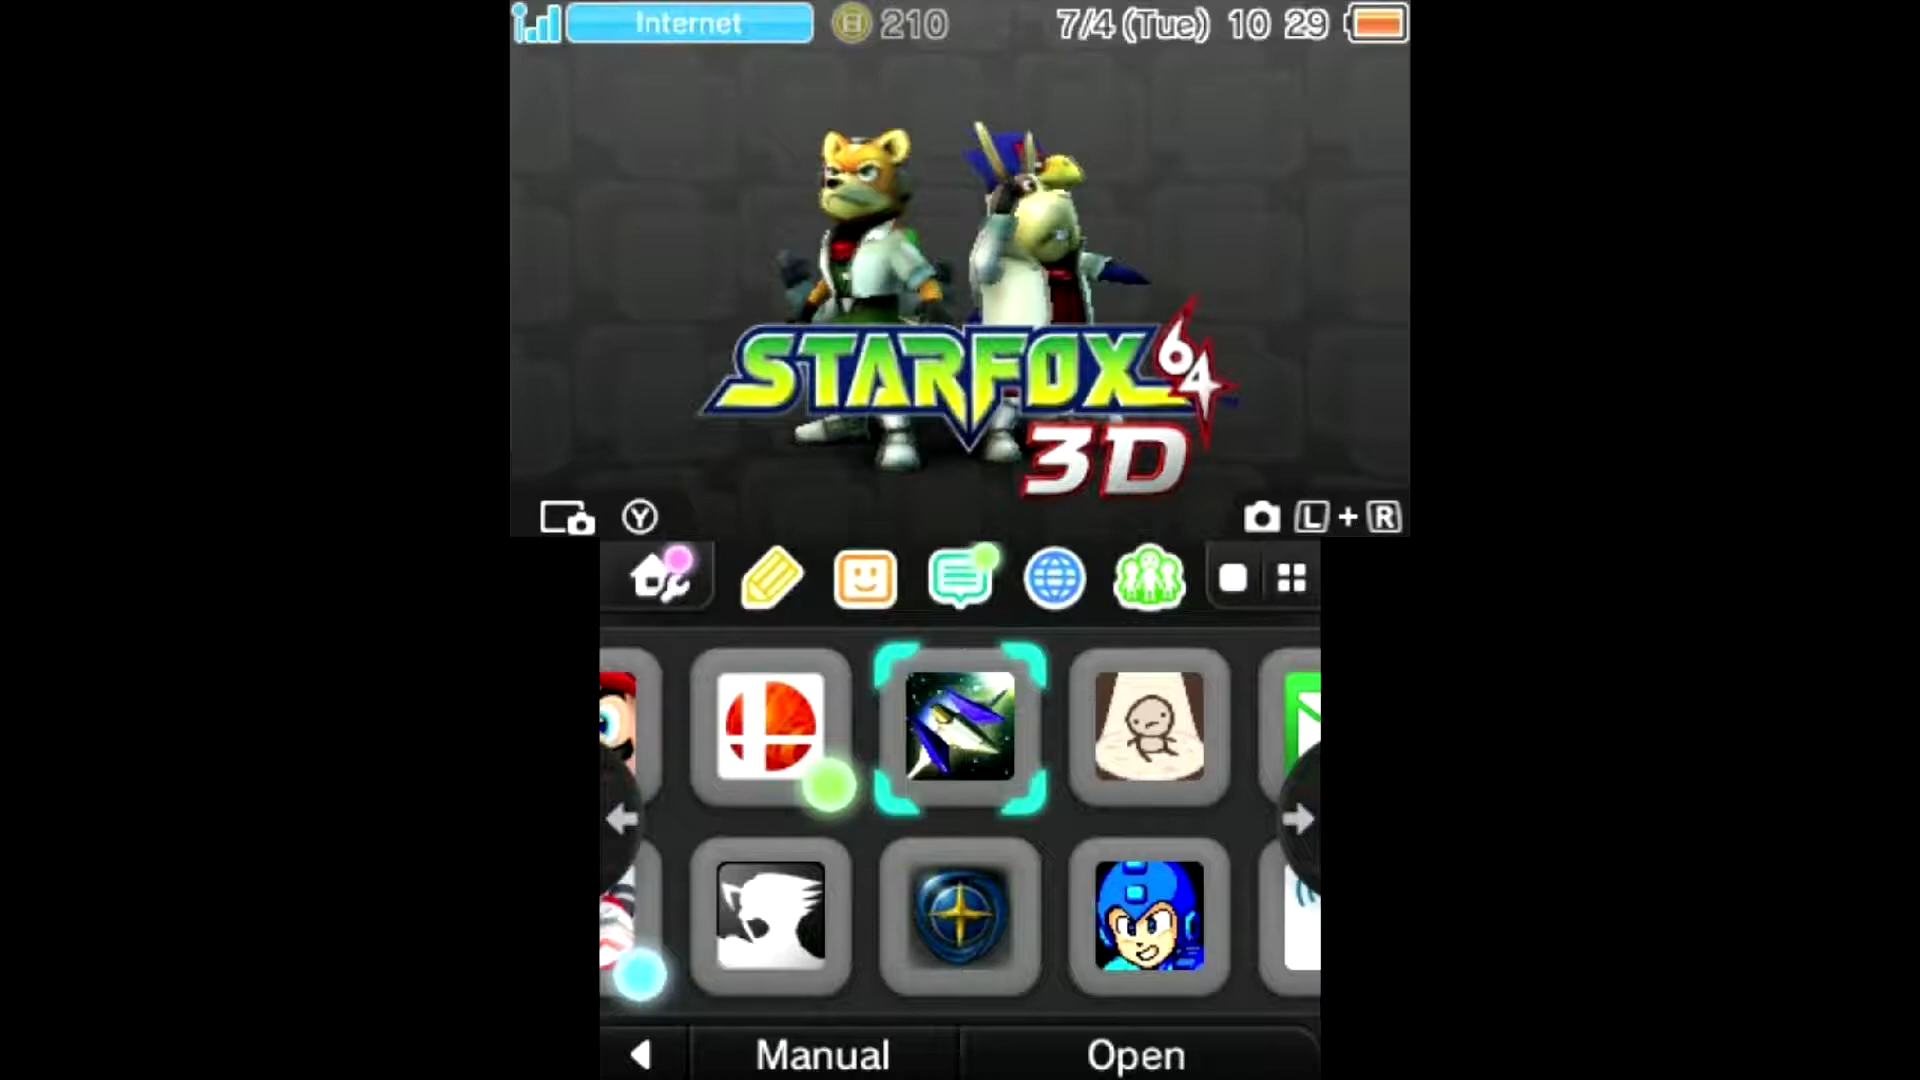 Internet
210
7/4 (Tue) 10 29
STARFOX 64
3D
Y
L + R
Manual
Open